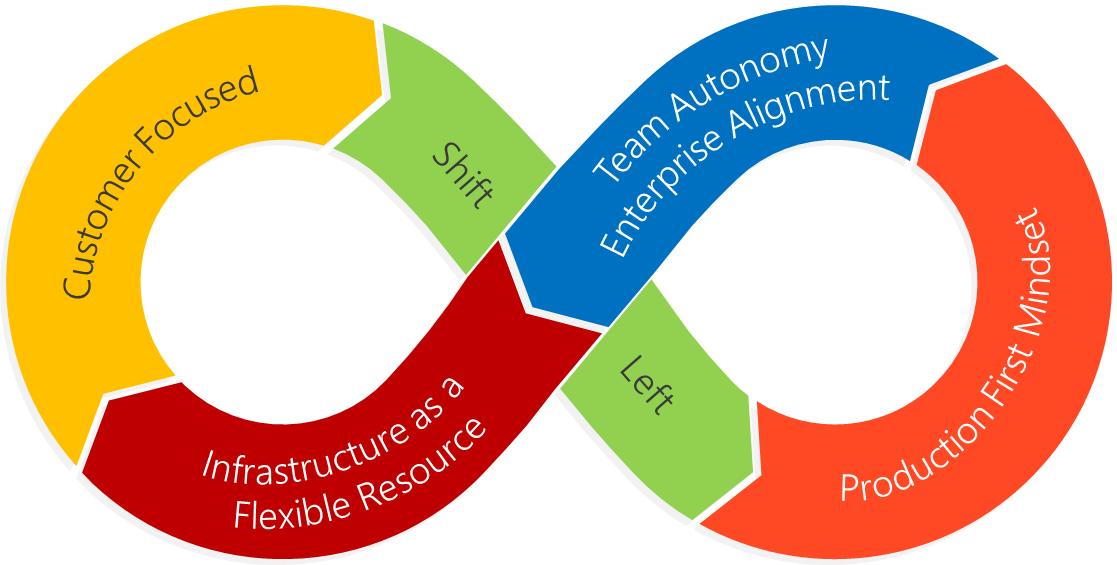 Customer Focused
Shift
Left
Production First Mindset
Team Autonomy
Enterprise Alignment
Infrastructure as a
Flexible Resource